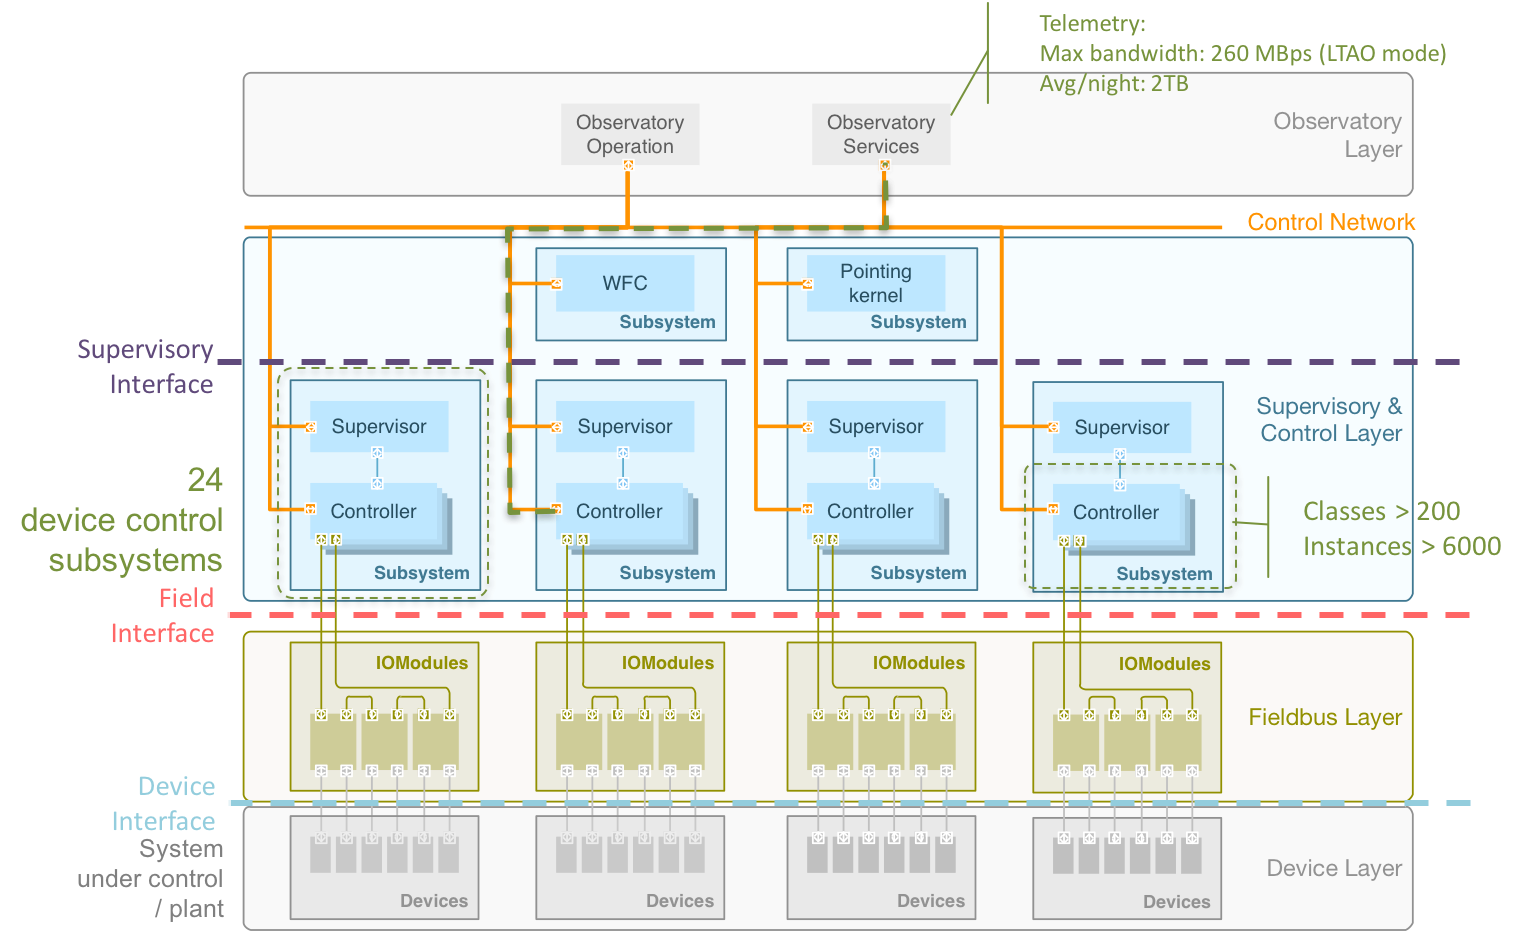 Telemetry:
Max bandwidth: 260 MBps (LTAO mode)
Avg/night: 2TB
Observatory
Operation
Observatory
Services
Observatory
Layer
Control Network
WFC
Subsystem
Pointing
kernel
Subsystem
Supervisory
Interface
Supervisory &
Control Layer
Supervisor
Controller
Subsystem
Supervisor
Controller
Subsystem
Supervisor
Controller
Subsystem
Supervisor
Controller
Subsystem
24
device control
subsystems
Classes > 200
Instances > 6000
Field
Interface
IOModules
IOModules
IOModules
IOModules
Fieldbus Layer
Device
Interface
System
under control
/ plant
Devices
Devices
Devices
Devices
Device Layer